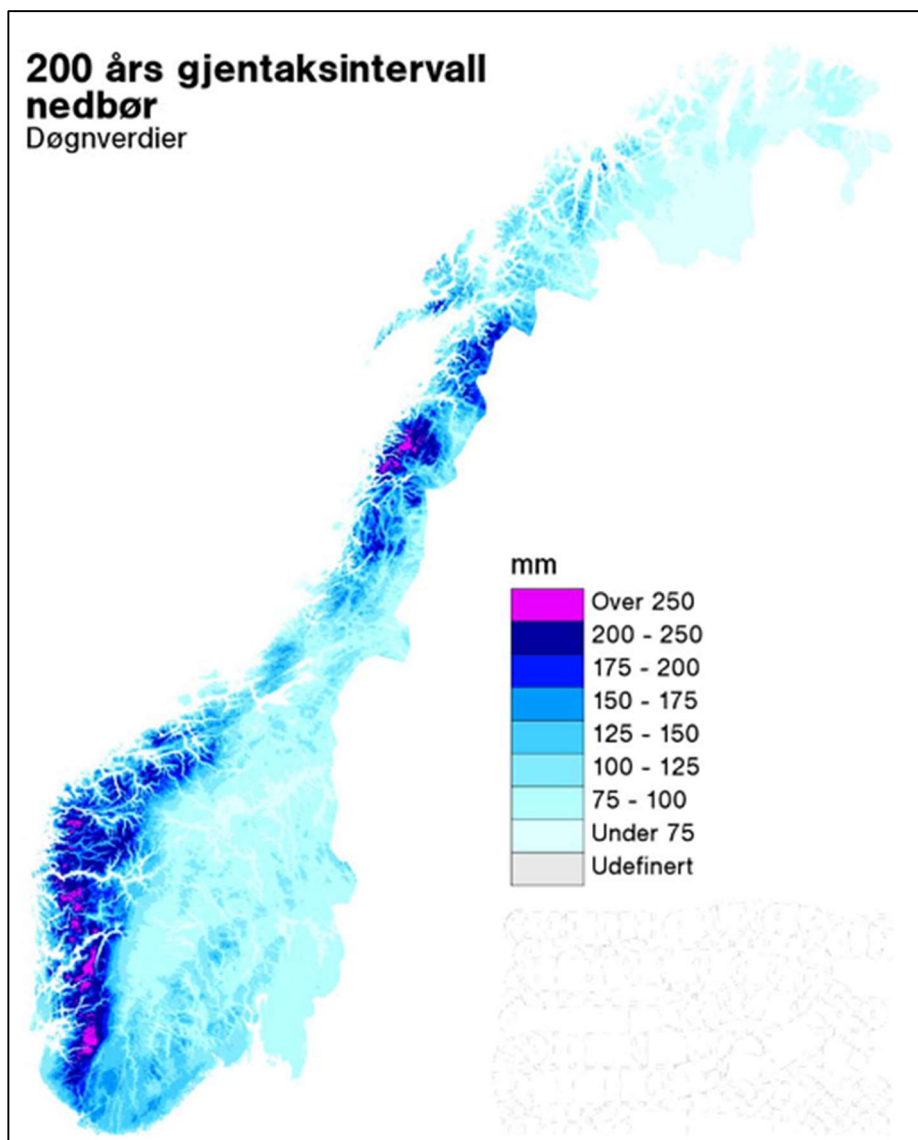 200 års gjentaksintervall
nedbør
Døgnverdier
mm
Over 250
200 - 250
175 - 200
150 - 175
125 - 150
100 - 125
75 - 100
Under 75
Udefinert